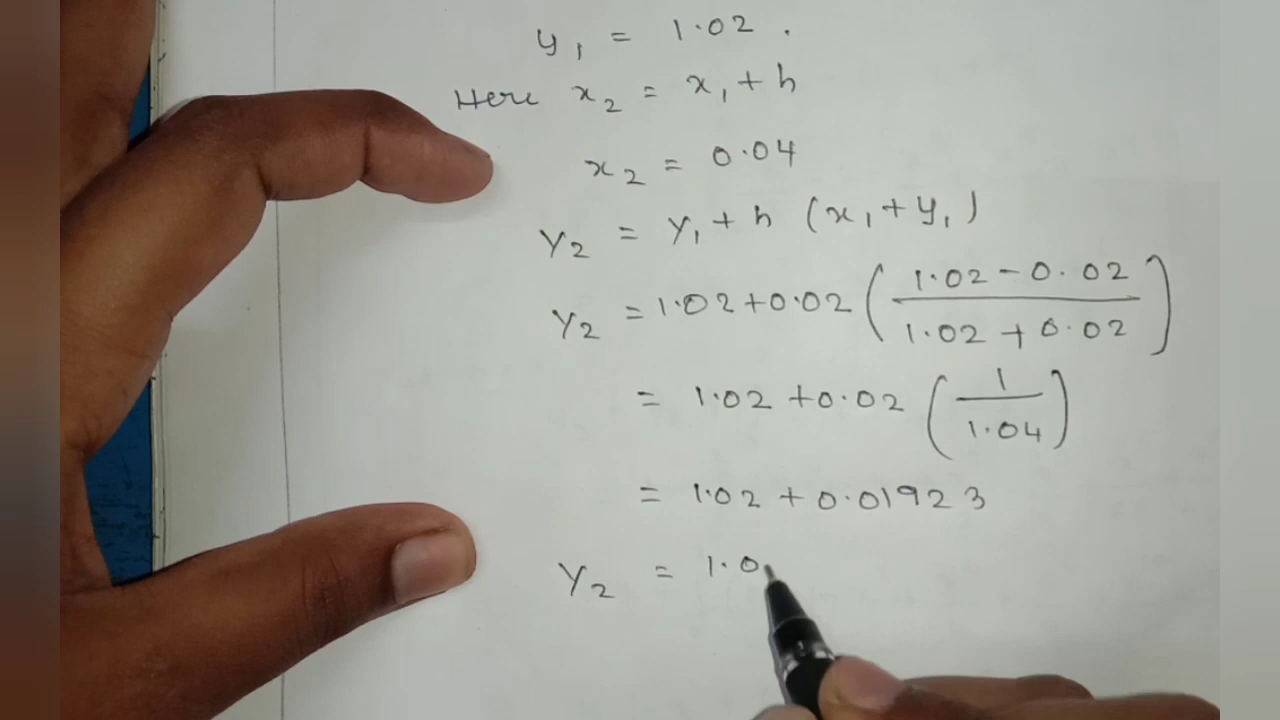 y₁ = 1.02 .
Here x₂ = x₁ + h
x₂ = 0.04
Y₂ = Y₁ + h (x₁ + y₁)
Y₂ = 1.02 + 0.02 ( (1.02 - 0.02) / (1.02 + 0.02) )
= 1.02 + 0.02 ( 1 / 1.04 )
= 1.02 + 0.01923
Y₂ = 1.0